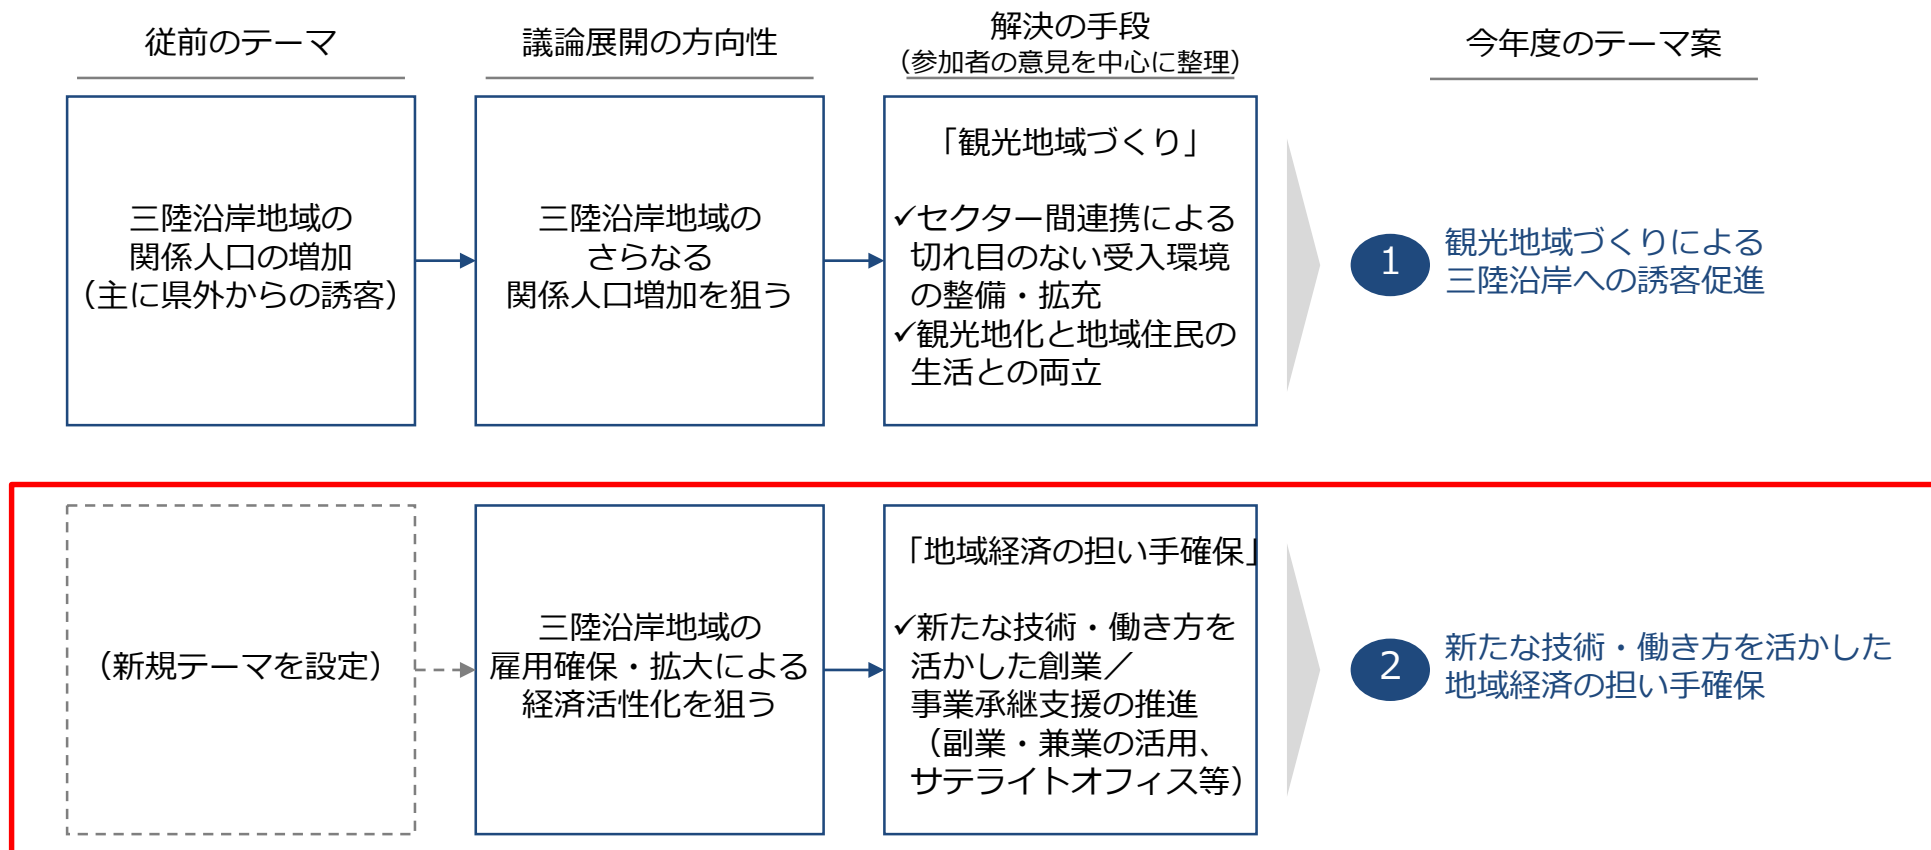 従前のテーマ
議論展開の方向性
解決の手段
（参加者の意見を中心に整理）
今年度のテーマ案
三陸沿岸地域の
関係人口の増加
（主に県外からの誘客）
三陸沿岸地域の
さらなる
関係人口増加を狙う
「観光地域づくり」
✓セクター間連携による
切れ目のない受入環境
の整備・拡充
✓観光地化と地域住民の
生活との両立
1
観光地域づくりによる
三陸沿岸への誘客促進
（新規テーマを設定）
三陸沿岸地域の
雇用確保・拡大による
経済活性化を狙う
「地域経済の担い手確保」
✓新たな技術・働き方を
活かした創業／
事業承継支援の推進
（副業・兼業の活用、
サテライトオフィス等）
2
新たな技術・働き方を活かした
地域経済の担い手確保